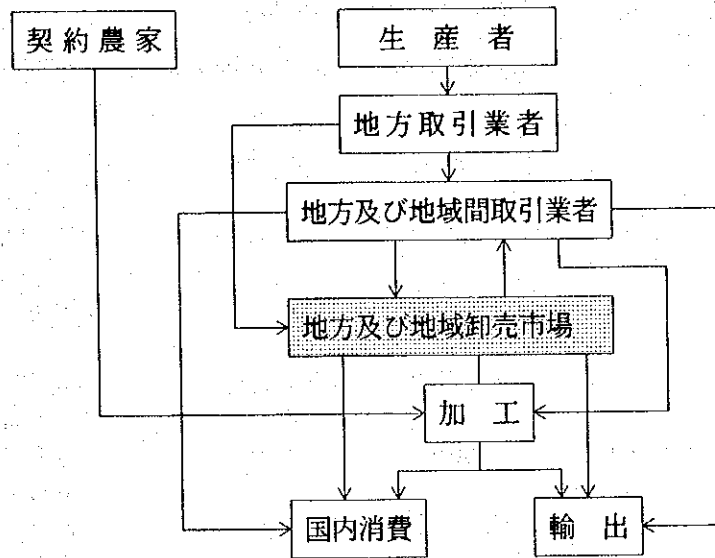 契約農家
生産者
地方取引業者
地方及び地域間取引業者
地方及び地域卸売市場
加工
国内消費
輸出